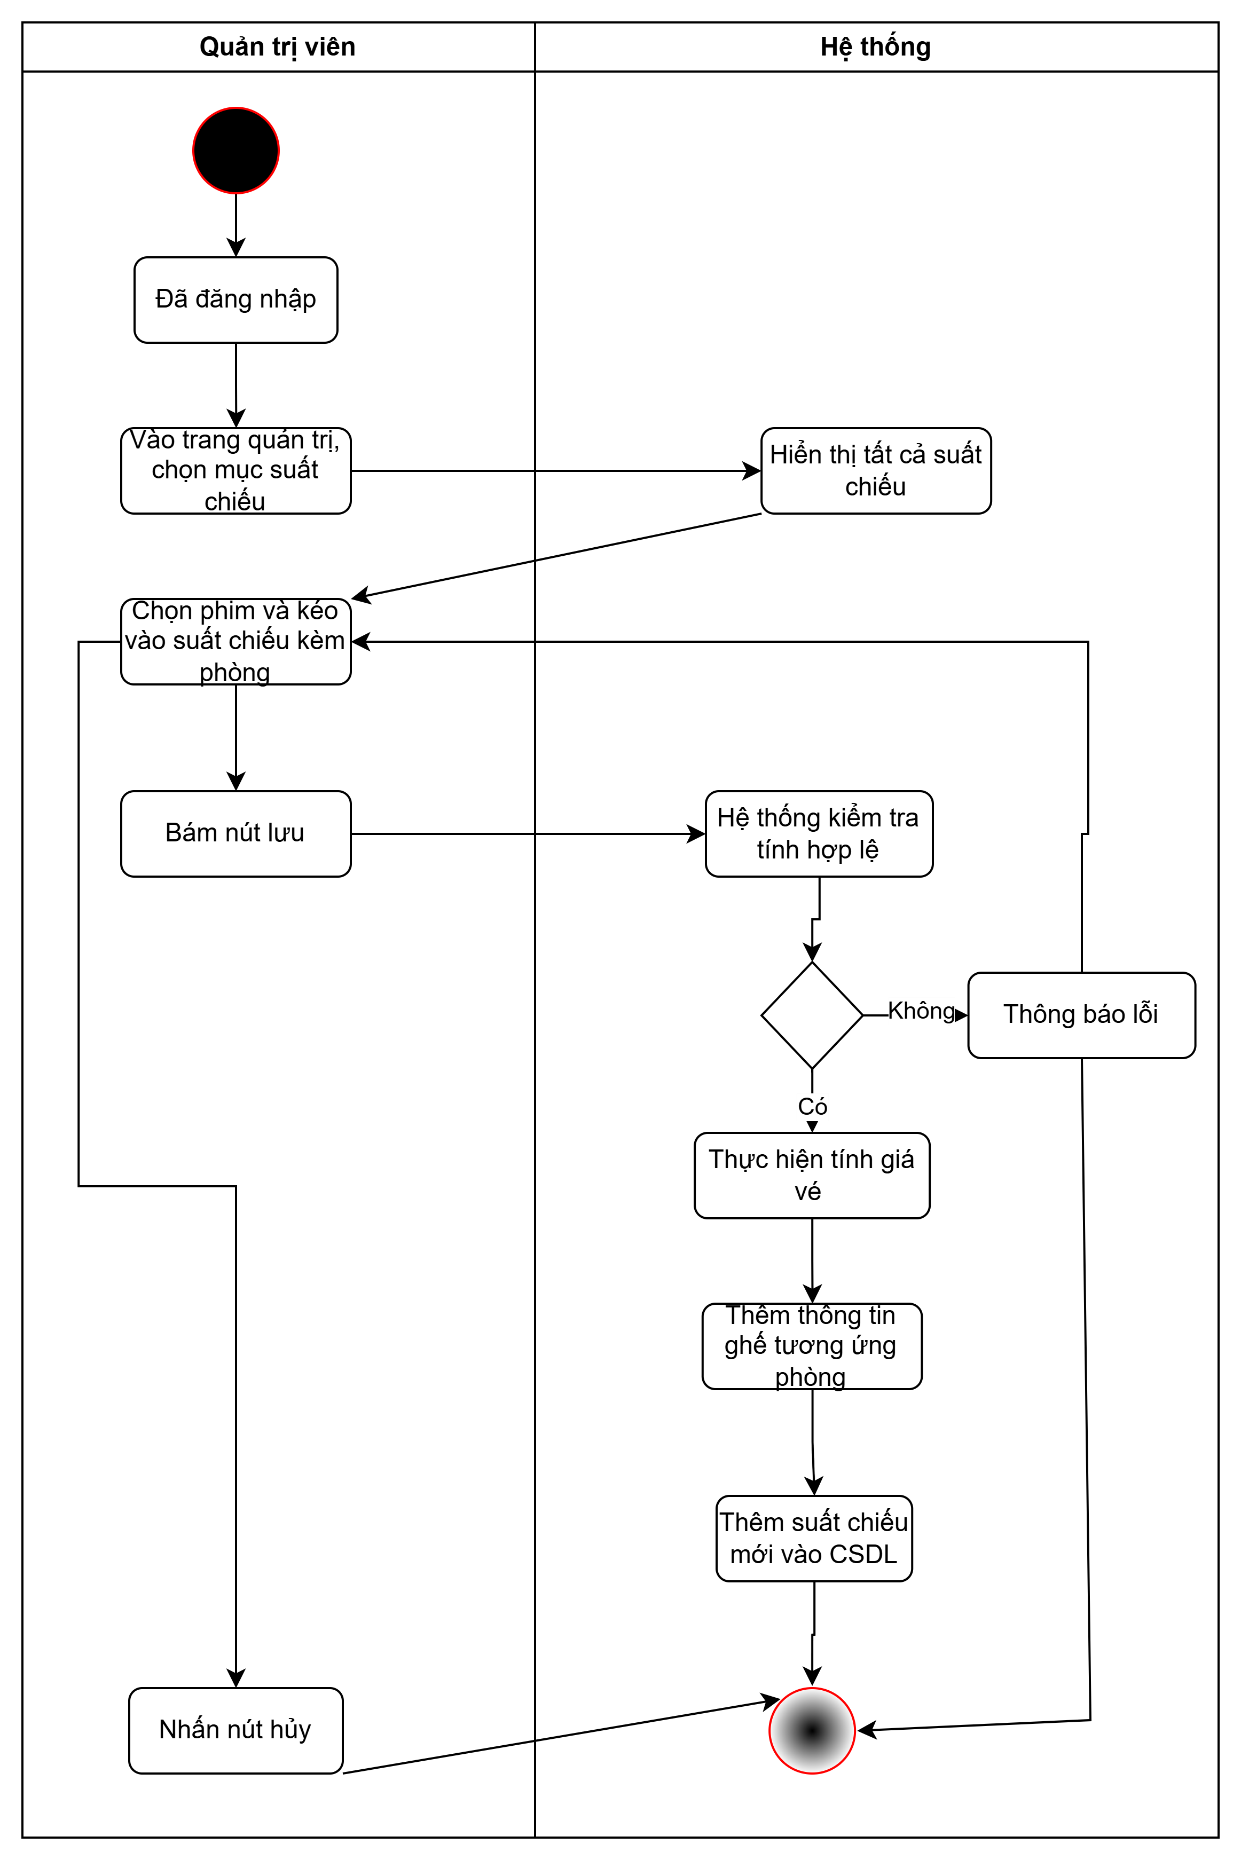 Quản trị viên
Hệ thống
Đã đăng nhập
Vào trang quản trị,
chọn mục suất
chiếu
Hiển thị tất cả suất
chiếu
Chọn phim và kéo
vào suất chiếu kèm
phòng
Bám nút lưu
Hệ thống kiểm tra
tính hợp lệ
Không
Thông báo lỗi
Có
Thực hiện tính giá
vé
Thêm thông tin
ghế tương ứng
phòng
Thêm suất chiếu
mới vào CSDL
Nhấn nút hủy